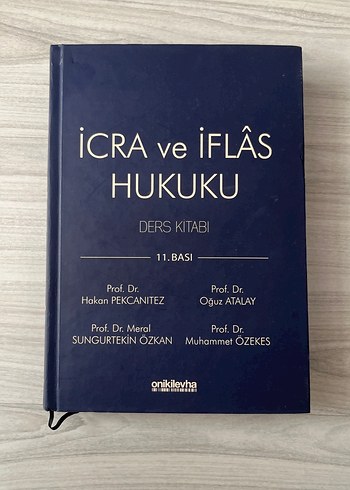 İCRA ve İFLÂS
HUKUKU
DERS KİTABI
11. BASI
Prof. Dr.
Hakan PEKCANITEZ
Prof. Dr.
Oğuz ATALAY
Prof. Dr. Meral
SUNGURTEKİN ÖZKAN
Prof. Dr.
Muhammet ÖZEKES
onikilevha